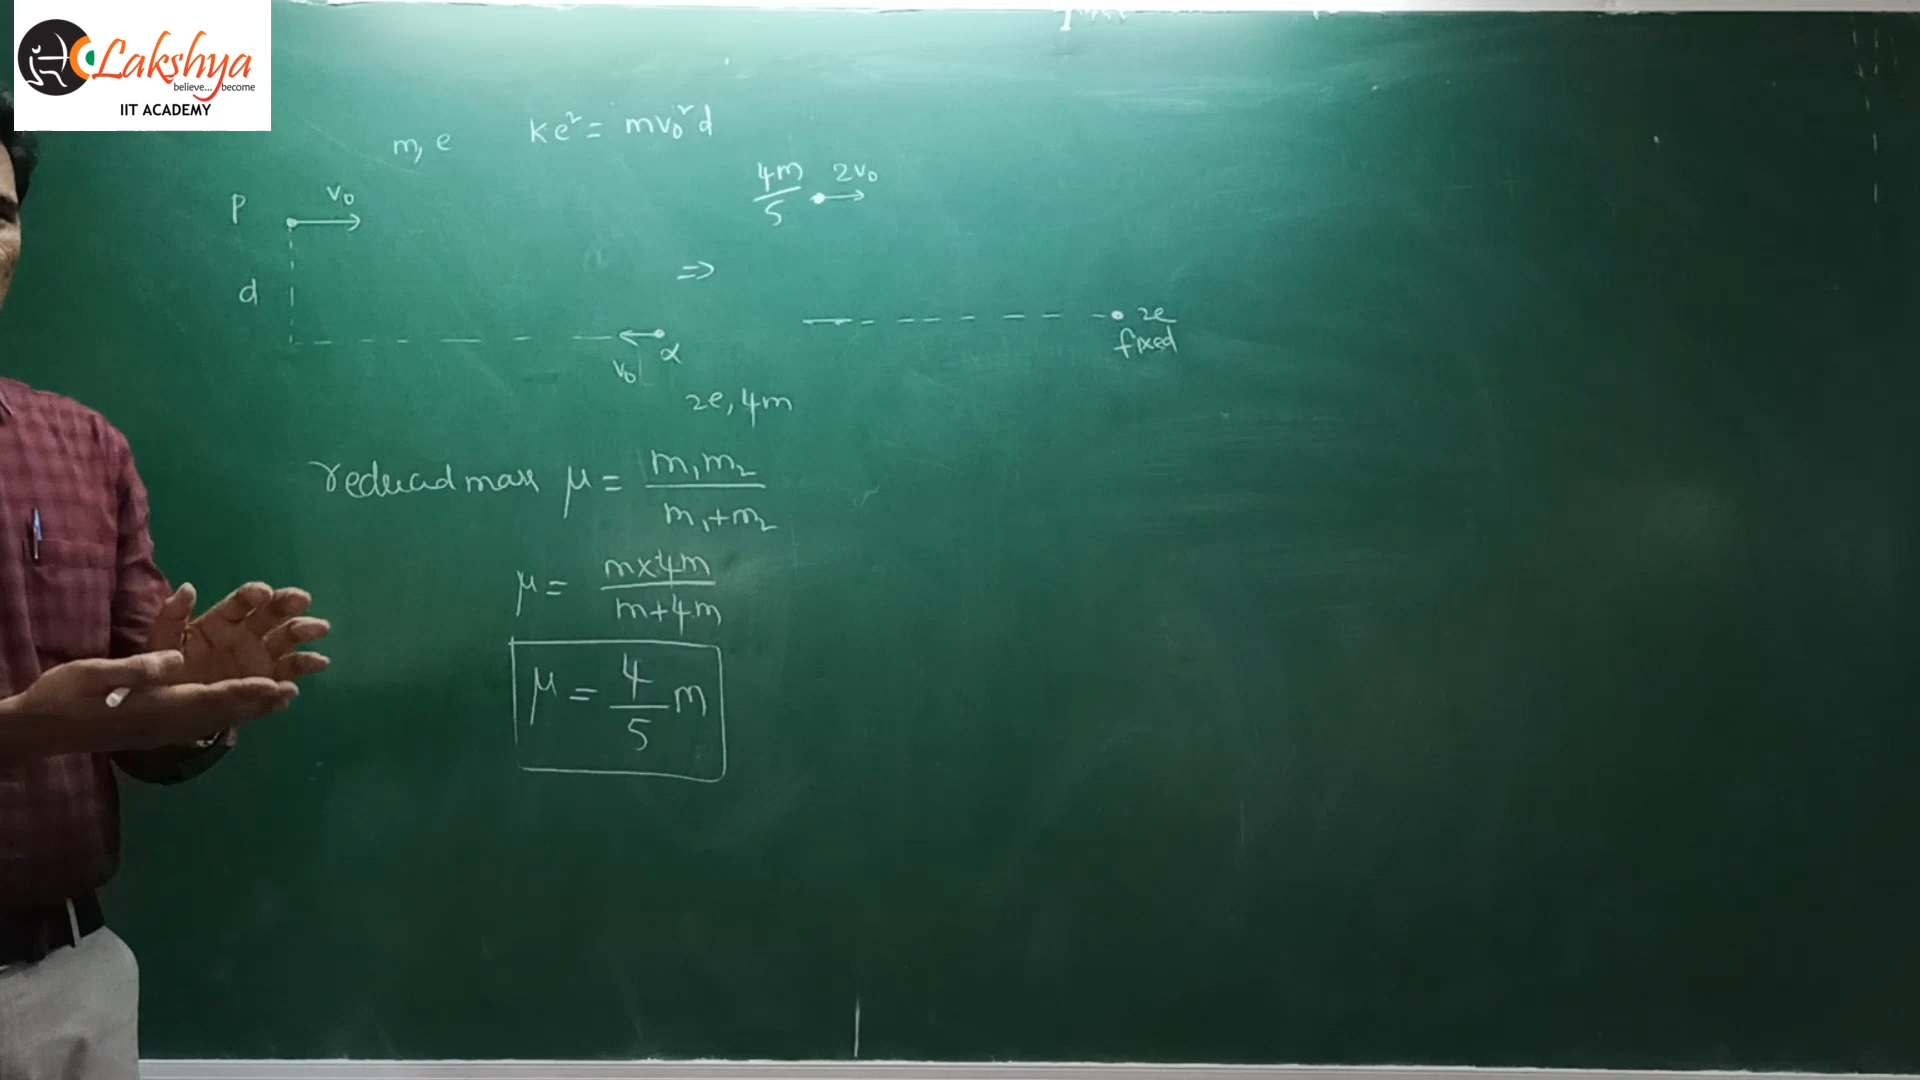 Lakshya
believe... become
IIT ACADEMY
m, e
Ke² = mv₀²d
4m/5 2v₀
P v₀
d
⇒
v₀ α
2e, 4m
2e
fixed
reduced mass μ = m₁m₂/m₁+m₂
μ = m×4m/m+4m
μ = 4/5 m